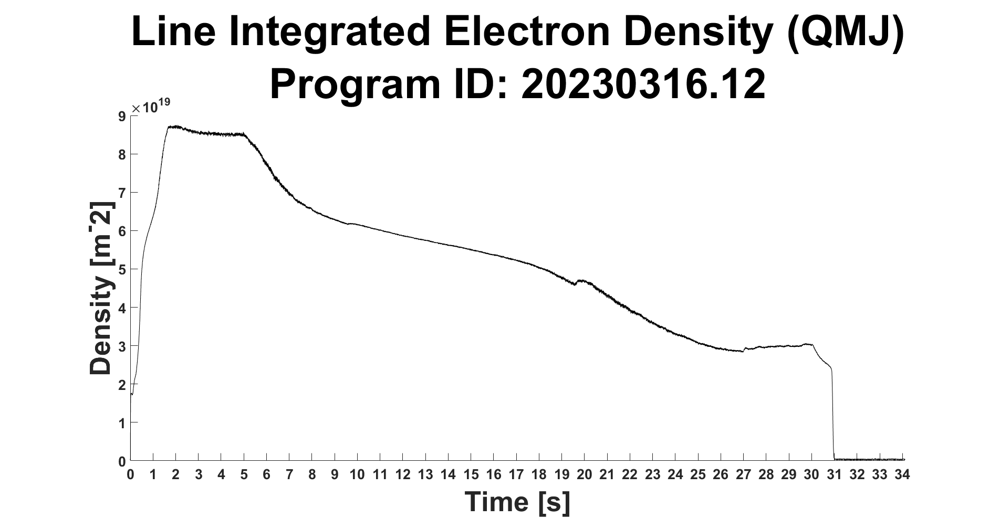 Line Integrated Electron Density (QMJ)
Program ID: 20230316.12
×10¹⁹
9
8
7
6
5
4
3
2
1
0
Density [m⁻2]
0 1 2 3 4 5 6 7 8 9 10 11 12 13 14 15 16 17 18 19 20 21 22 23 24 25 26 27 28 29 30 31 32 33 34
Time [s]